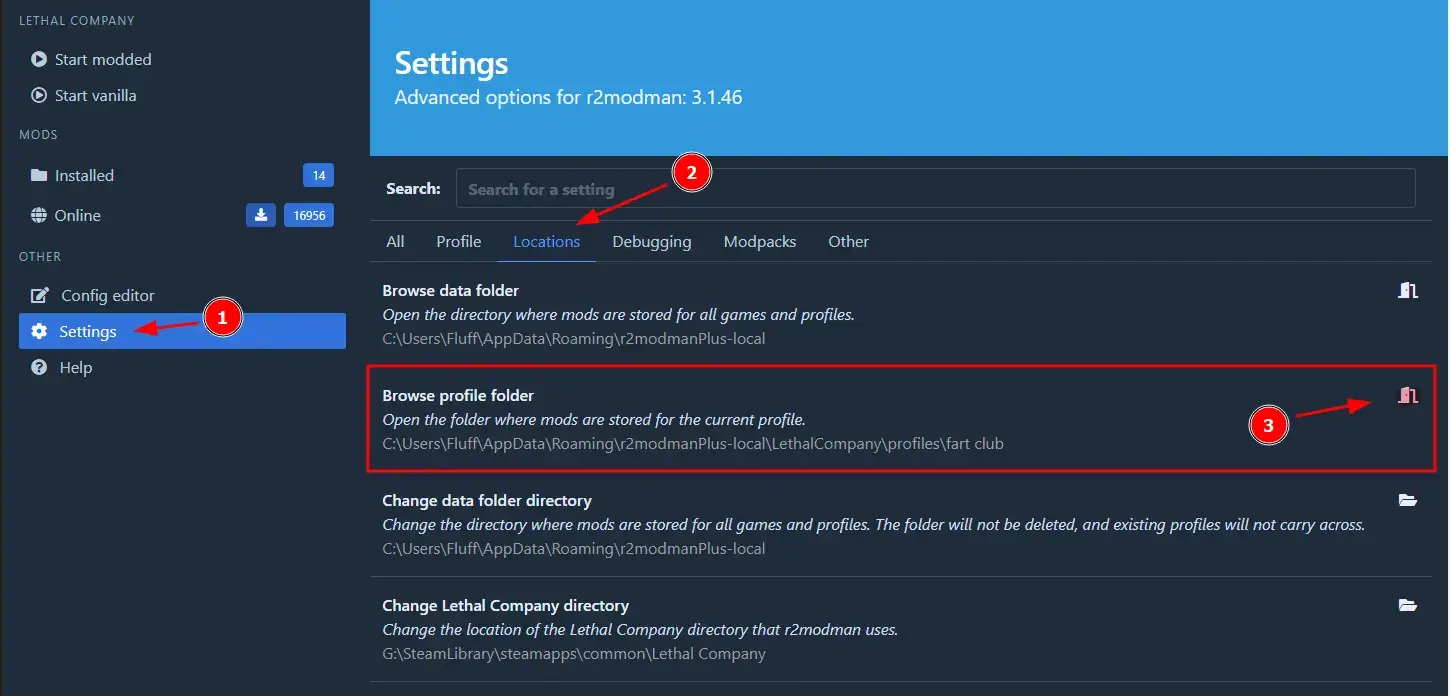 LETHAL COMPANY
Start modded
Start vanilla
MODS
Installed 14
Online 16956
OTHER
Config editor
Settings 1
Help
Settings
Advanced options for r2modman: 3.1.46
2
Search: Search for a setting
All Profile Locations Debugging Modpacks Other
Browse data folder
Open the directory where mods are stored for all games and profiles.
C:\Users\Fluff\AppData\Roaming\r2modmanPlus-local
Browse profile folder
Open the folder where mods are stored for the current profile.
C:\Users\Fluff\AppData\Roaming\r2modmanPlus-local\LethalCompany\profiles\fart club
3
Change data folder directory
Change the directory where mods are stored for all games and profiles. The folder will not be deleted, and existing profiles will not carry across.
C:\Users\Fluff\AppData\Roaming\r2modmanPlus-local
Change Lethal Company directory
Change the location of the Lethal Company directory that r2modman uses.
G:\SteamLibrary\steamapps\common\Lethal Company